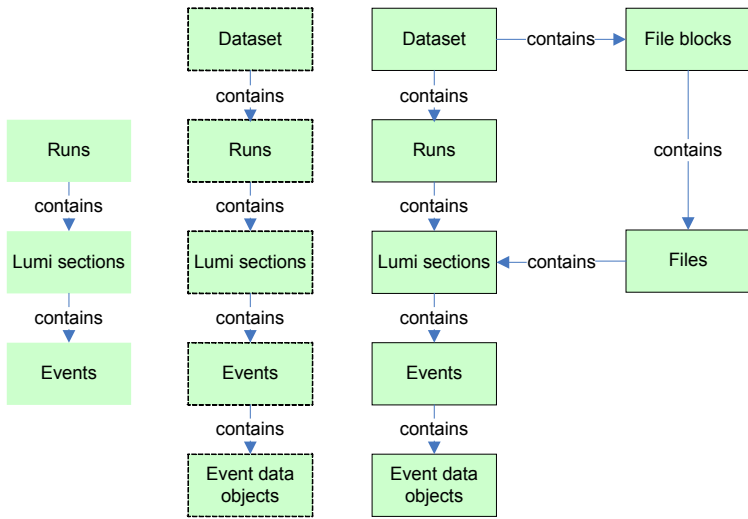 Dataset
Dataset
contains
File blocks
contains
contains
Runs
Runs
Runs
contains
contains
contains
contains
Lumi sections
Lumi sections
Lumi sections
contains
Files
contains
contains
contains
Events
Events
Events
contains
contains
Event data
objects
Event data
objects